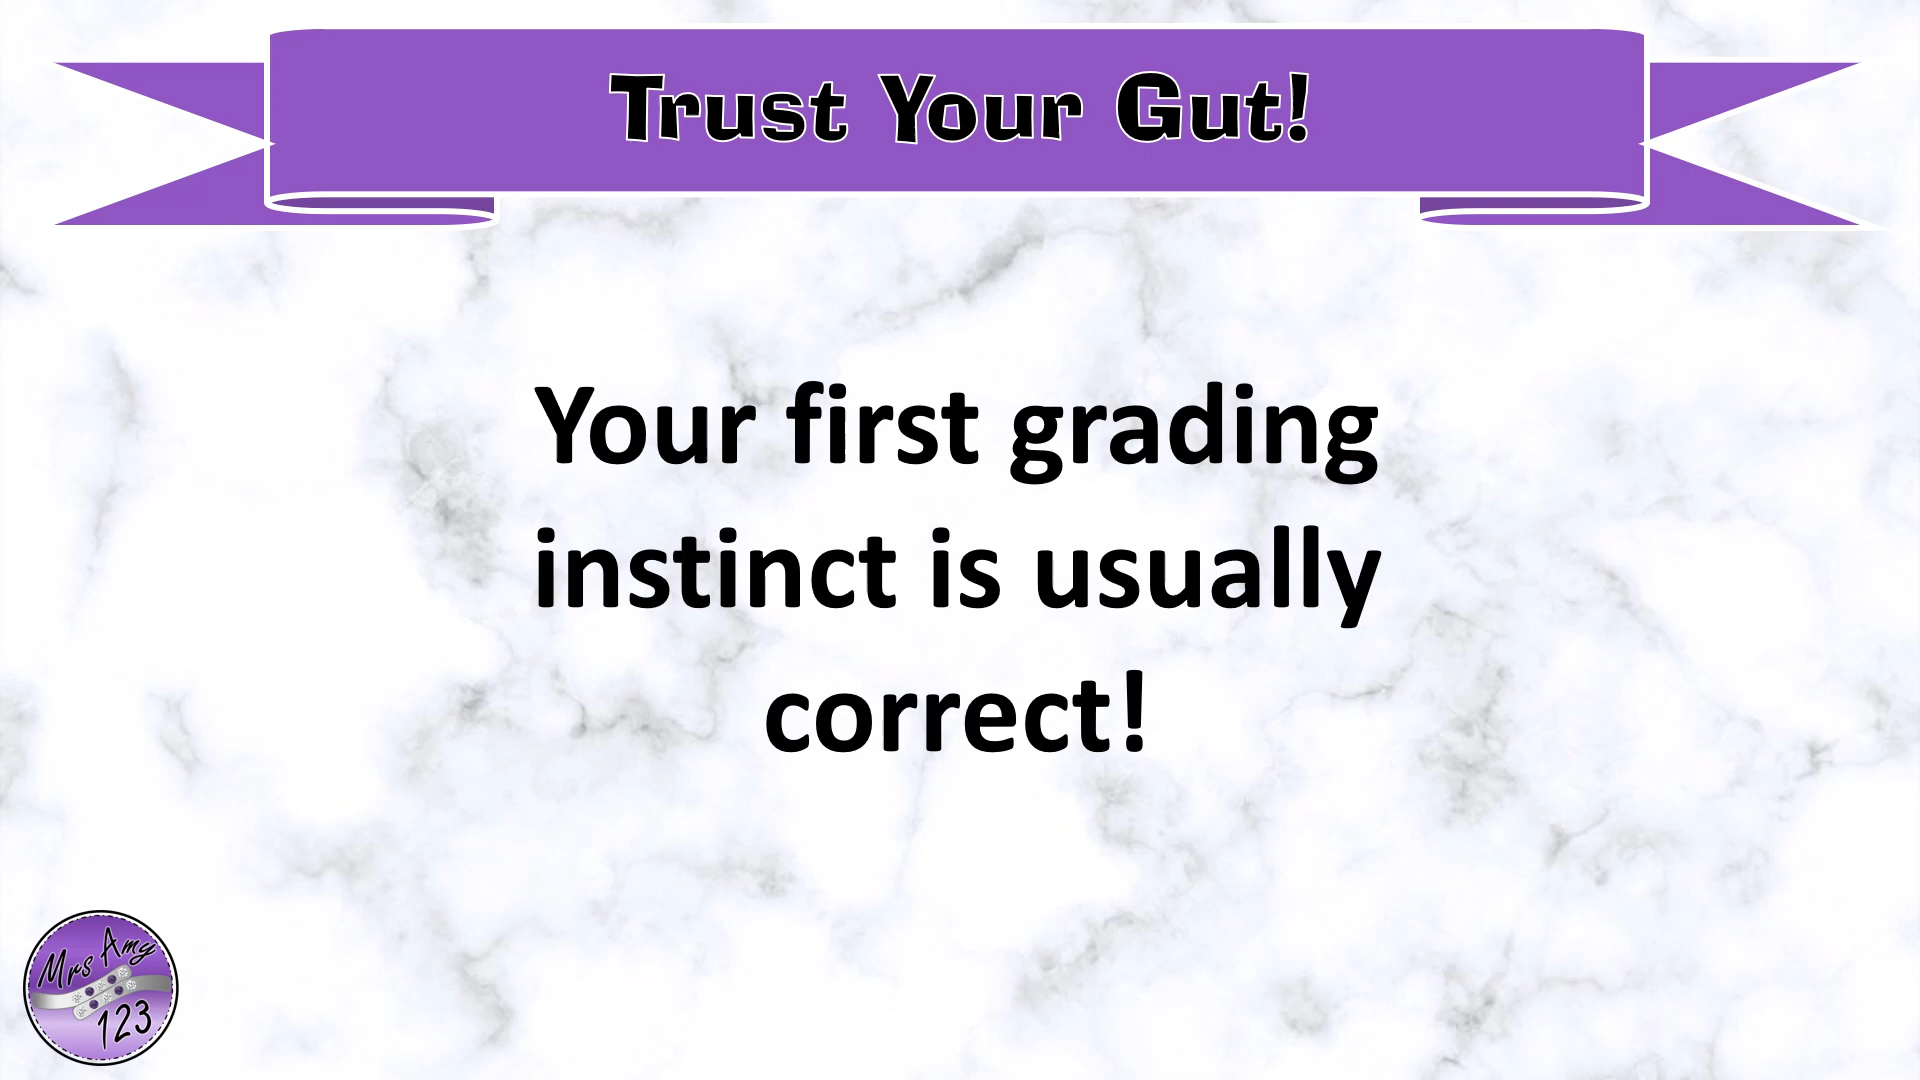 Trust Your Gut!
Your first grading
instinct is usually
correct!
Mrs Amy
123